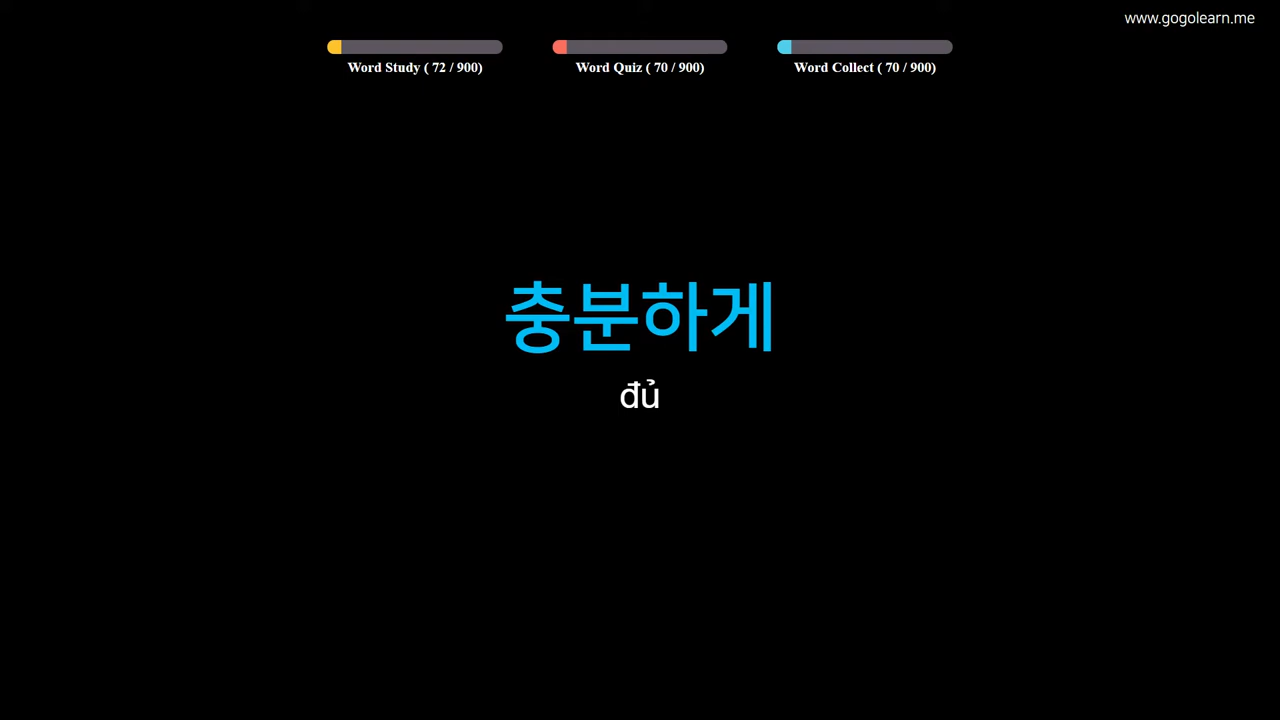 www.gogolearn.me
Word Study ( 72 / 900)
Word Quiz ( 70 / 900)
Word Collect ( 70 / 900)
충분하게
đủ